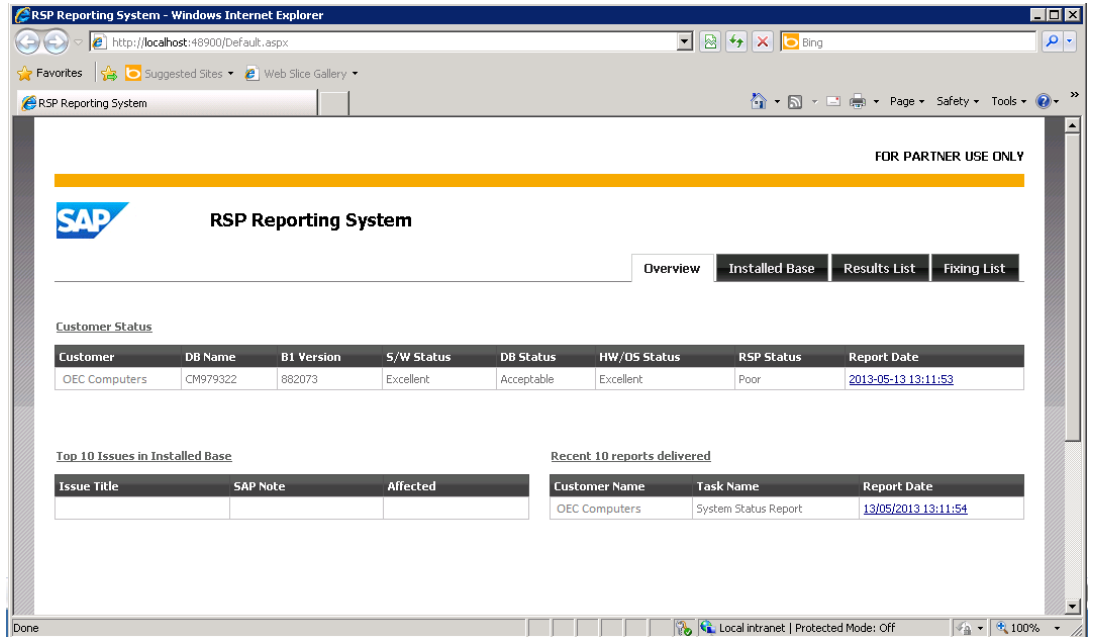 RSP Reporting System - Windows Internet Explorer
http://localhost:48900/Default.aspx
Bing
Favorites
Suggested Sites
Web Slice Gallery
RSP Reporting System
Page
Safety
Tools
FOR PARTNER USE ONLY
SAP
RSP Reporting System
Overview
Installed Base
Results List
Fixing List
Customer Status
Customer DB Name B1 Version S/W Status DB Status HW/OS Status RSP Status Report Date
OEC Computers CM979322 882073 Excellent Acceptable Excellent Poor 2013-05-13 13:11:53
Top 10 Issues in Installed Base
Issue Title SAP Note Affected
Recent 10 reports delivered
Customer Name Task Name Report Date
OEC Computers System Status Report 13/05/2013 13:11:54
Done
Local intranet | Protected Mode: Off
100%